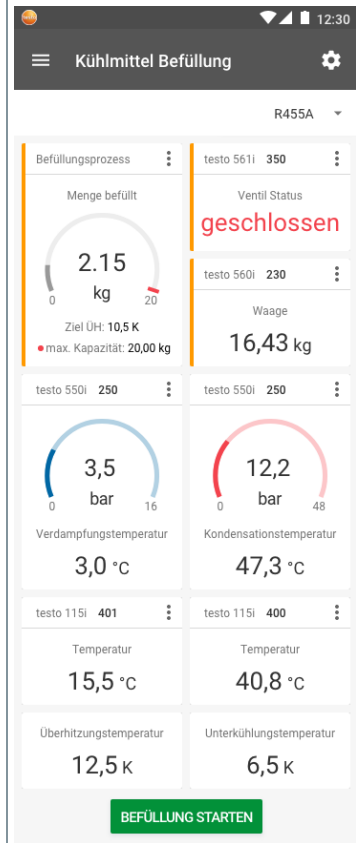 12:30
Kühlmittel Befüllung
R455A
Befüllungsprozess
Menge befüllt
2.15
kg
0
20
Ziel ÜH: 10,5 K
max. Kapazität: 20,00 kg
testo 561i 350
Ventil Status
geschlossen
testo 560i 230
Waage
16,43 kg
testo 550i 250
3,5
bar
0
16
Verdampfungstemperatur
3,0 °C
testo 550i 250
12,2
bar
0
48
Kondensationstemperatur
47,3 °C
testo 115i 401
Temperatur
15,5 °C
testo 115i 400
Temperatur
40,8 °C
Überhitzungstemperatur
12,5 K
Unterkühlungstemperatur
6,5 K
BEFÜLLUNG STARTEN